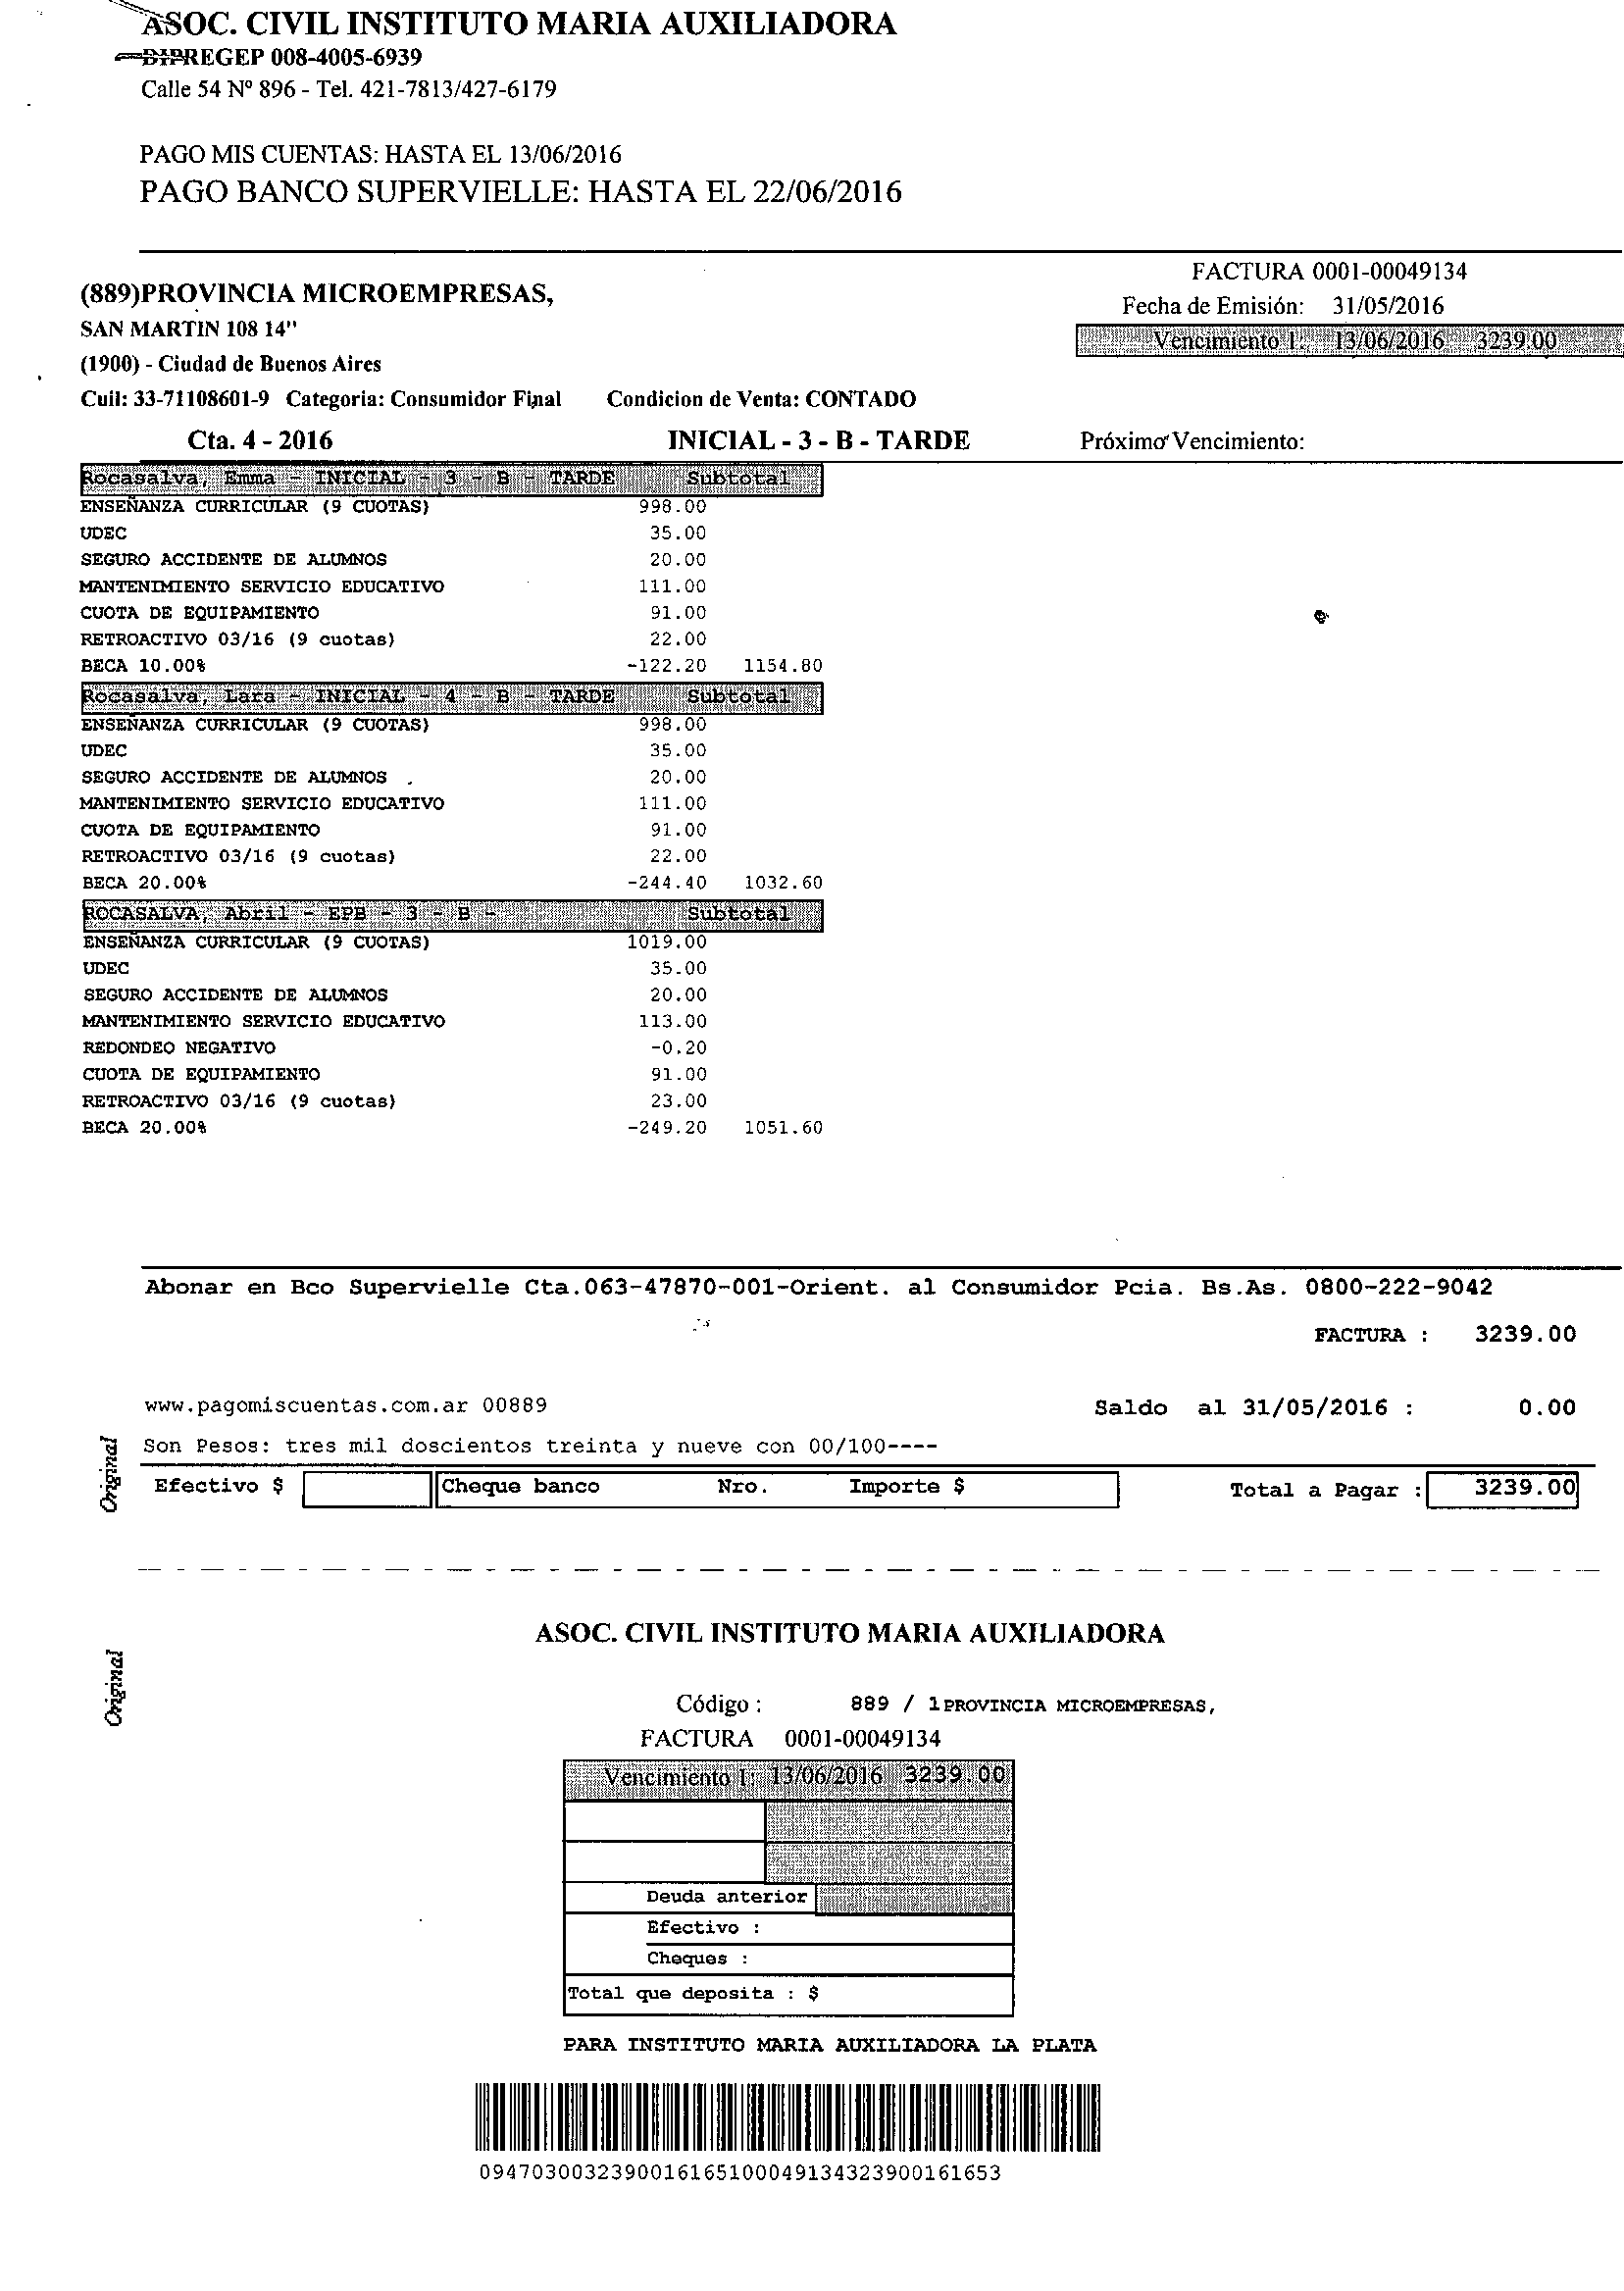 ASOC. CIVIL INSTITUTO MARIA AUXILIADORA
DIPREGEP 008-4005-6939
Calle 54 Nº 896 - Tel. 421-7813/427-6179
PAGO MIS CUENTAS: HASTA EL 13/06/2016
PAGO BANCO SUPERVIELLE: HASTA EL 22/06/2016
FACTURA 0001-00049134
(889)PROVINCIA MICROEMPRESAS,
Fecha de Emisión: 31/05/2016
SAN MARTIN 108 14"
Vencimiento 1: 13/06/2016 3239.00
(1900) - Ciudad de Buenos Aires
Cuil: 33-71108601-9 Categoria: Consumidor Final Condicion de Venta: CONTADO
Cta. 4 - 2016 INICIAL - 3 - B - TARDE Próximo Vencimiento:
Rocasalva, Emma - INICIAL - 3 - B - TARDE Subtotal
ENSEÑANZA CURRICULAR (9 CUOTAS) 998.00
UDEC 35.00
SEGURO ACCIDENTE DE ALUMNOS 20.00
MANTENIMIENTO SERVICIO EDUCATIVO 111.00
CUOTA DE EQUIPAMIENTO 91.00
RETROACTIVO 03/16 (9 cuotas) 22.00
BECA 10.00% -122.20 1154.80
Rocasalva, Lara - INICIAL - 4 - B - TARDE Subtotal
ENSEÑANZA CURRICULAR (9 CUOTAS) 998.00
UDEC 35.00
SEGURO ACCIDENTE DE ALUMNOS 20.00
MANTENIMIENTO SERVICIO EDUCATIVO 111.00
CUOTA DE EQUIPAMIENTO 91.00
RETROACTIVO 03/16 (9 cuotas) 22.00
BECA 20.00% -244.40 1032.60
ROCASALVA, Abril - EPB - 3 - B - Subtotal
ENSEÑANZA CURRICULAR (9 CUOTAS) 1019.00
UDEC 35.00
SEGURO ACCIDENTE DE ALUMNOS 20.00
MANTENIMIENTO SERVICIO EDUCATIVO 113.00
REDONDEO NEGATIVO -0.20
CUOTA DE EQUIPAMIENTO 91.00
RETROACTIVO 03/16 (9 cuotas) 23.00
BECA 20.00% -249.20 1051.60
Abonar en Bco Supervielle Cta.063-47870-001-Orient. al Consumidor Pcia. Bs.As. 0800-222-9042
FACTURA : 3239.00
www.pagomiscuentas.com.ar 00889 Saldo al 31/05/2016 : 0.00
Son Pesos: tres mil doscientos treinta y nueve con 00/100----
Original
Efectivo $ Cheque banco Nro. Importe $ Total a Pagar : 3239.00
ASOC. CIVIL INSTITUTO MARIA AUXILIADORA
Original
Código : 889 / 1 PROVINCIA MICROEMPRESAS,
FACTURA 0001-00049134
Vencimiento 1: 13/06/2016 3239.00
Deuda anterior
Efectivo :
Cheques :
Total que deposita : $
PARA INSTITUTO MARIA AUXILIADORA LA PLATA
0947030032390016165100049134323900161653